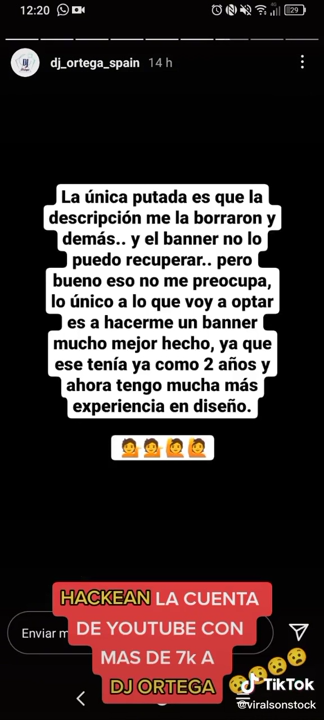 12:20
29
dj_ortega_spain 14 h
La única putada es que la
descripción me la borraron y
demás.. y el banner no lo
puedo recuperar.. pero
bueno eso no me preocupa,
lo único a lo que voy a optar
es a hacerme un banner
mucho mejor hecho, ya que
ese tenía ya como 2 años y
ahora tengo mucha más
experiencia en diseño.
💁💁🙋🙋
HACKEAN LA CUENTA
DE YOUTUBE CON
MAS DE 7k A
DJ ORTEGA 😧😧😧😧
Enviar m
TikTok
@viralsonstock